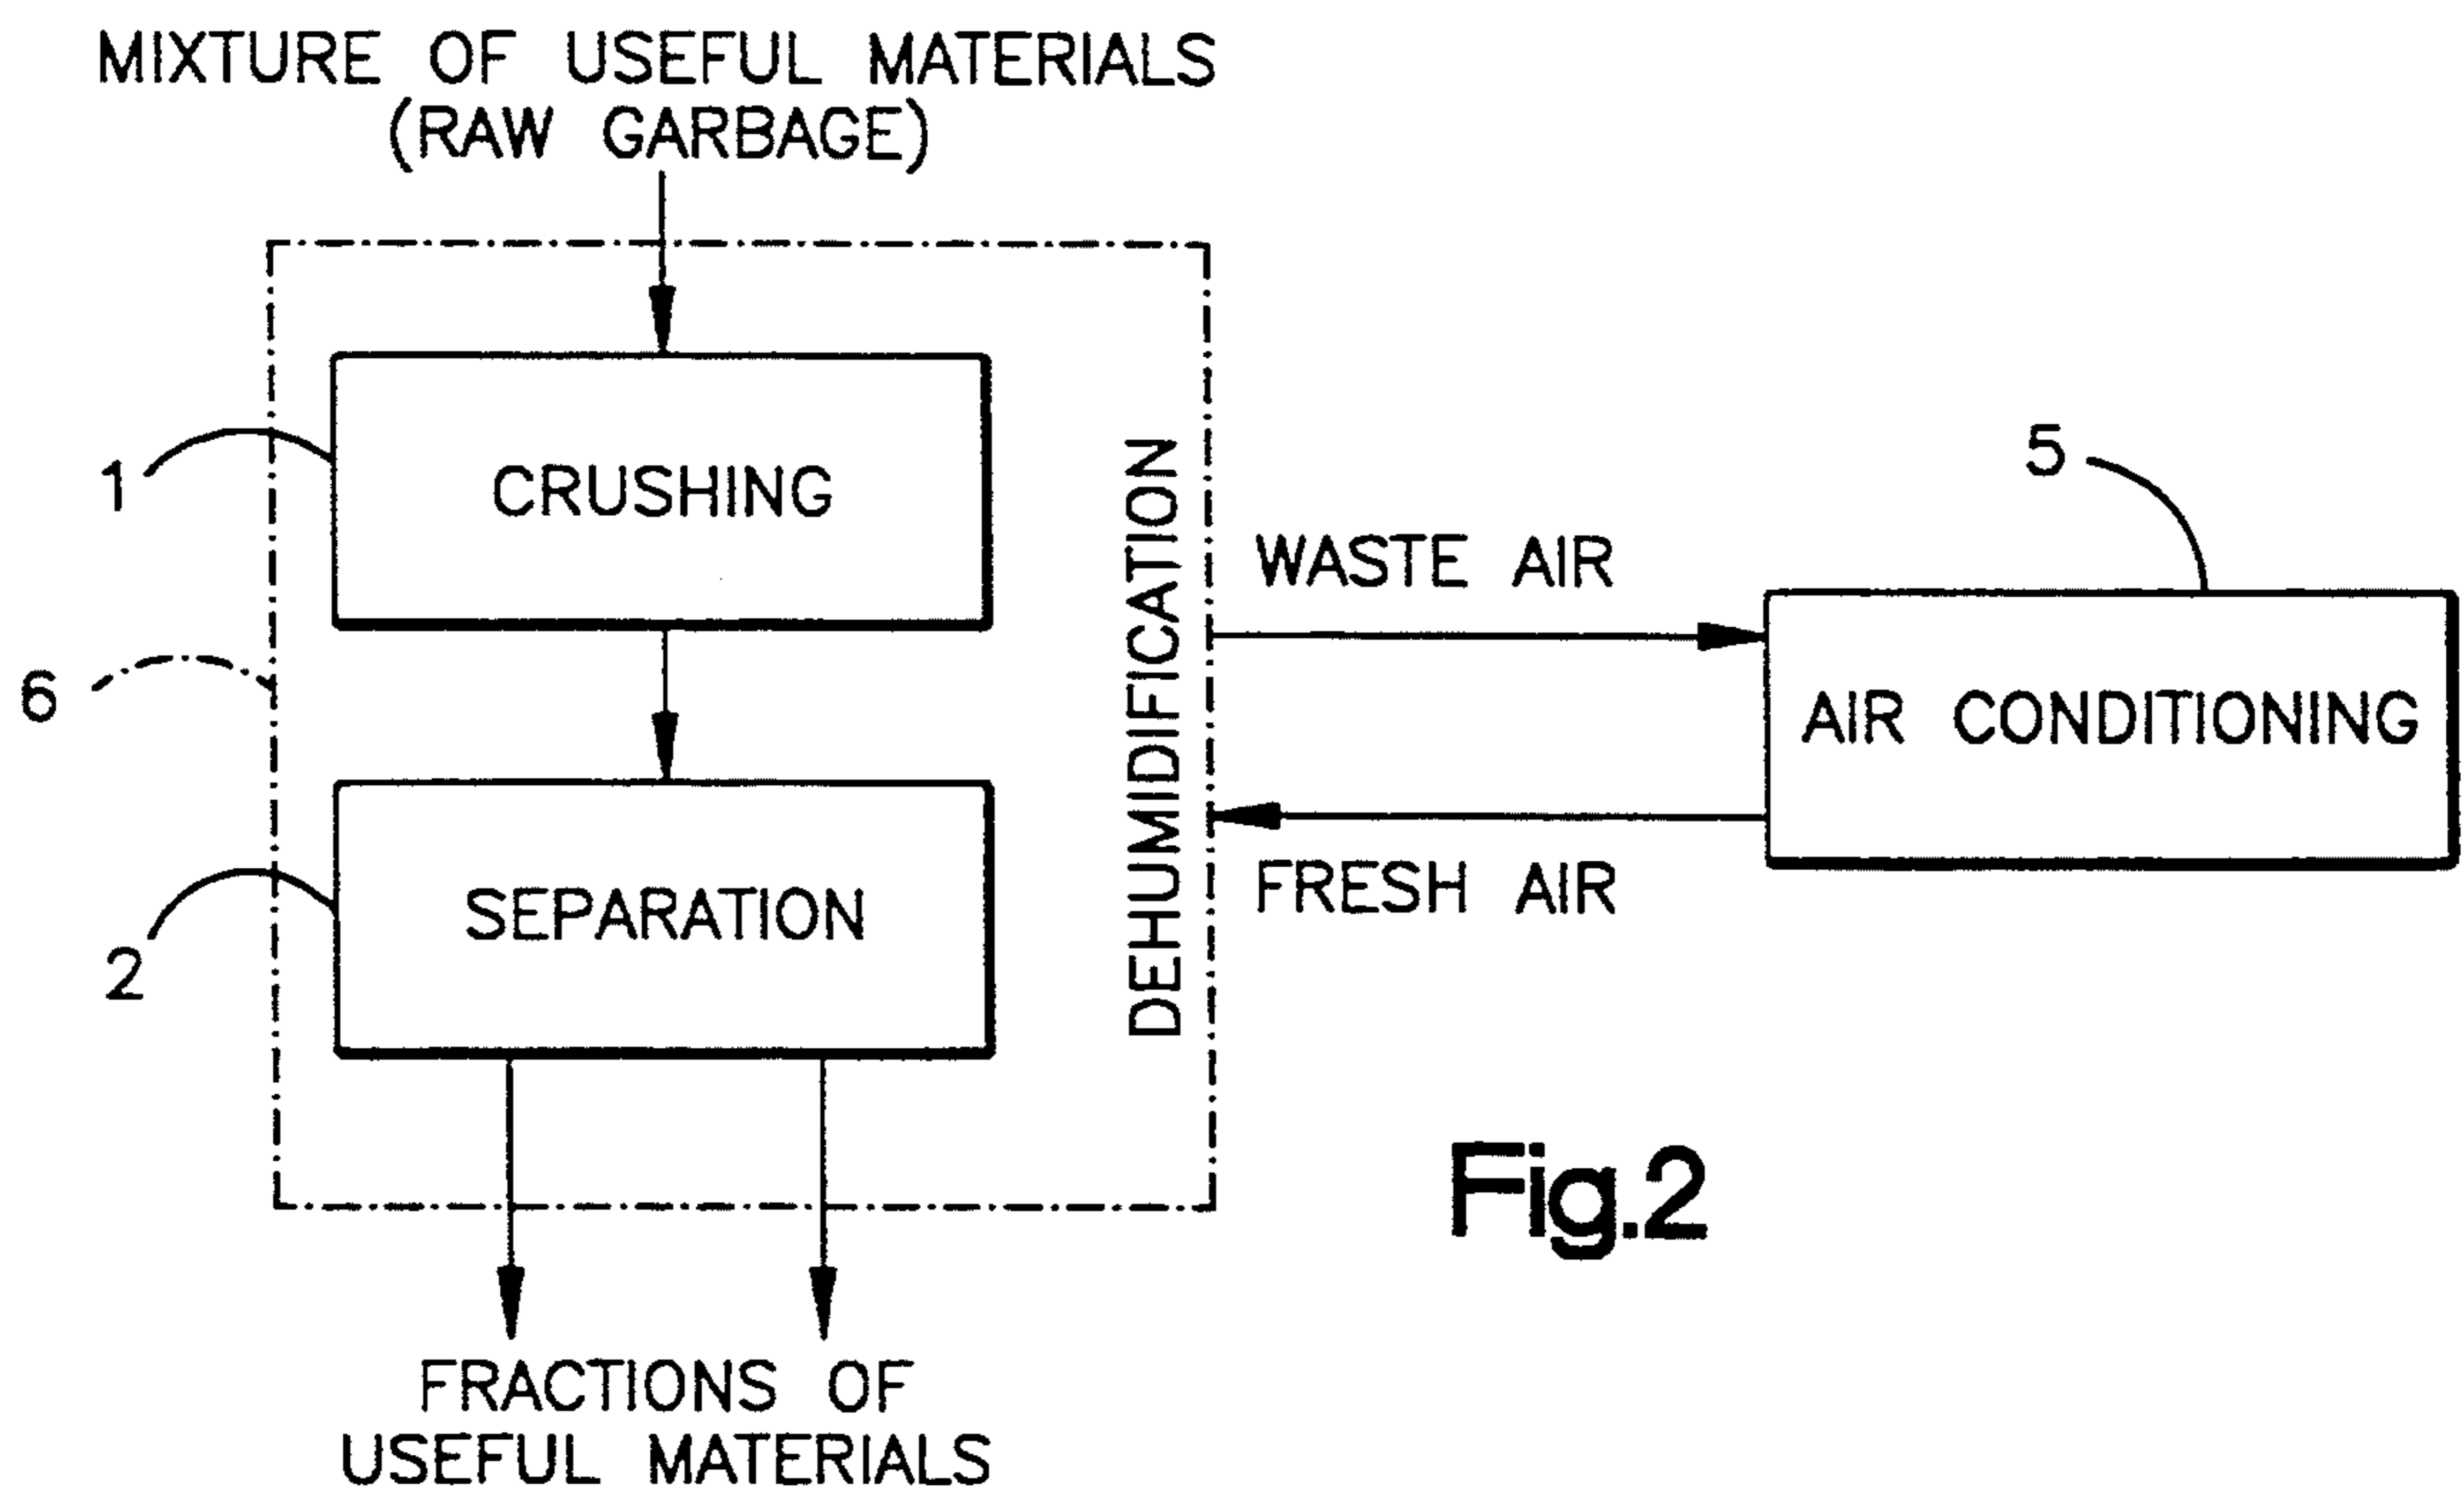 MIXTURE OF USEFUL MATERIALS
(RAW GARBAGE)
1
CRUSHING
6
2
SEPARATION
DEHUMIDIFICATION
WASTE AIR
FRESH AIR
5
AIR CONDITIONING
FRACTIONS OF
USEFUL MATERIALS
Fig.2